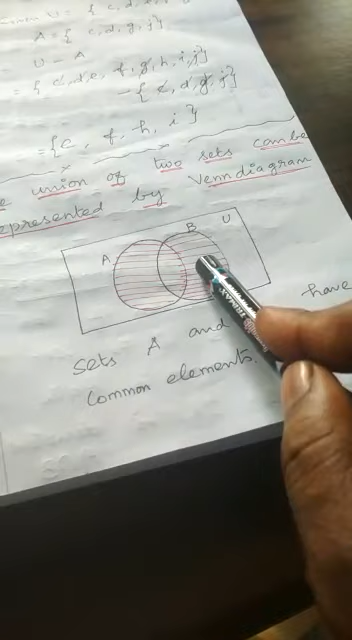 U = { c, d, e,
A = { c, d, g, j}
U - A
= { c, d, e, f, g, h, i, j}
- { c, d, g, j}
= {c, f, h, i }
union of two sets can be
represented by Venn diagram
A B U
have
sets A and
Common elements.